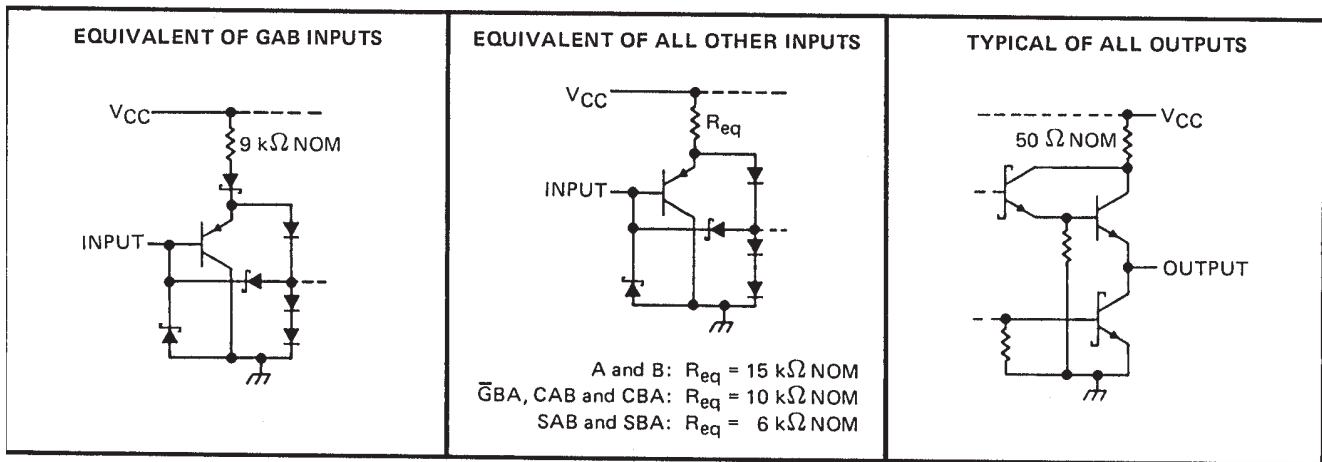 EQUIVALENT OF GAB INPUTS
VCC
9 kΩ NOM
INPUT
EQUIVALENT OF ALL OTHER INPUTS
VCC
Req
INPUT
A and B: Req = 15 kΩ NOM
G̅BA, CAB and CBA: Req = 10 kΩ NOM
SAB and SBA: Req = 6 kΩ NOM
TYPICAL OF ALL OUTPUTS
VCC
50 Ω NOM
OUTPUT